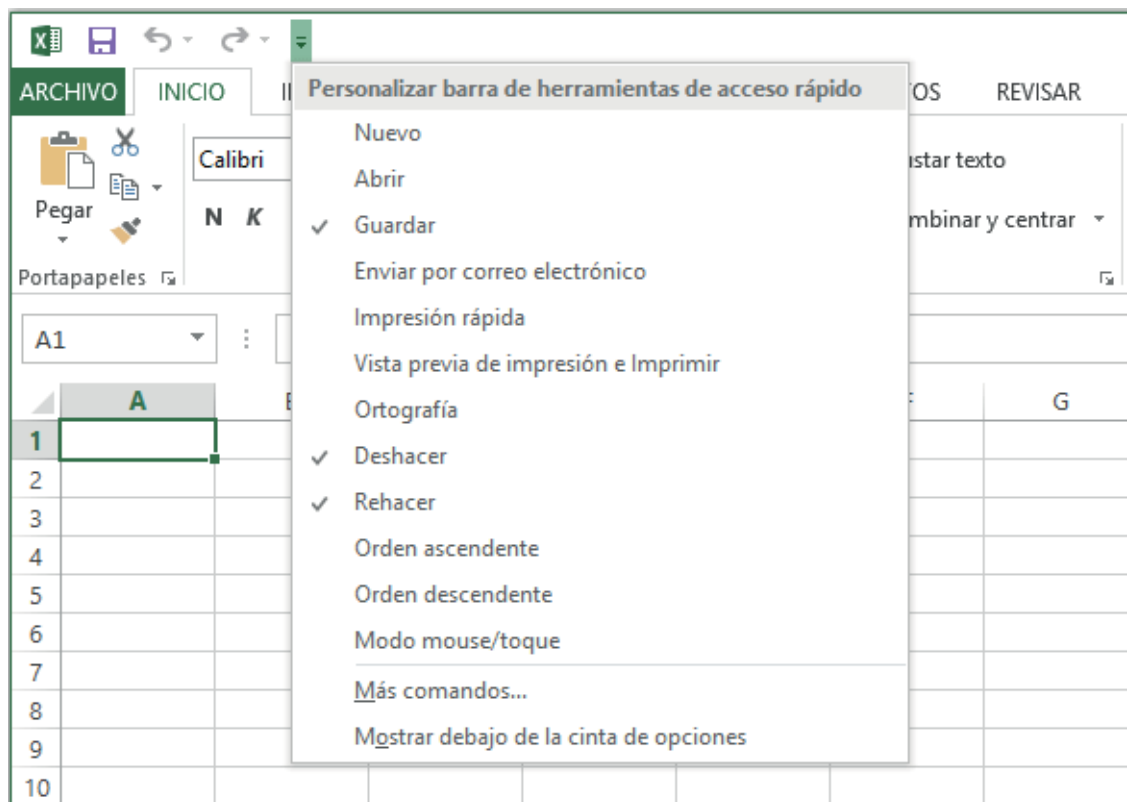 ARCHIVO INICIO
REVISAR
Personalizar barra de herramientas de acceso rápido
Nuevo
Abrir
Guardar
Enviar por correo electrónico
Impresión rápida
Vista previa de impresión e Imprimir
Ortografía
Deshacer
Rehacer
Orden ascendente
Orden descendente
Modo mouse/toque
Más comandos...
Mostrar debajo de la cinta de opciones
Pegar
Calibri
N K
Portapapeles
texto
y centrar
A1
A G
1
2
3
4
5
6
7
8
9
10